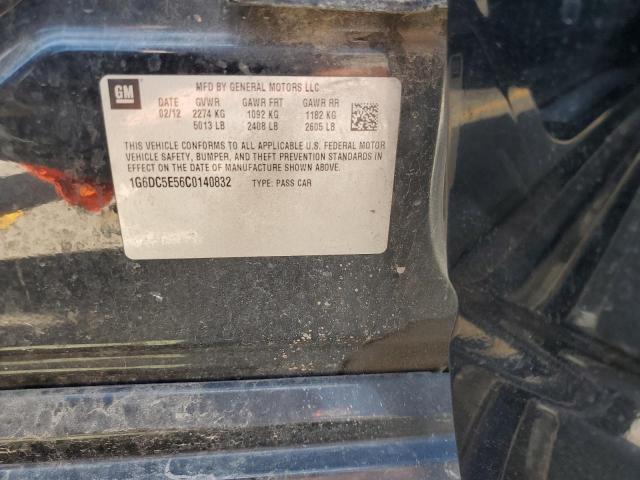 GM
MFD BY GENERAL MOTORS LLC
DATE GVWR GAWR FRT GAWR RR
02/12 2274 KG 1092 KG 1182 KG
5013 LB 2408 LB 2605 LB
THIS VEHICLE CONFORMS TO ALL APPLICABLE U.S. FEDERAL MOTOR
VEHICLE SAFETY, BUMPER, AND THEFT PREVENTION STANDARDS IN
EFFECT ON THE DATE OF MANUFACTURE SHOWN ABOVE.
1G6DC5E56C0140832 TYPE: PASS CAR